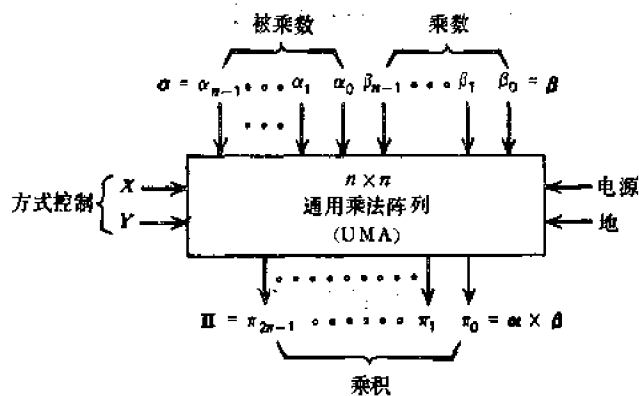 被乘数 乘数
α = α_{n-1} ••• α_1 α_0 β_{n-1} ••• β_1 β_0 = β
•••
n × n
X 电源
方式控制 通用乘法阵列
Y 地
(UMA)
•••••••••
Π = π_{2n-1} ••••••• π_1 π_0 = α × β
乘积